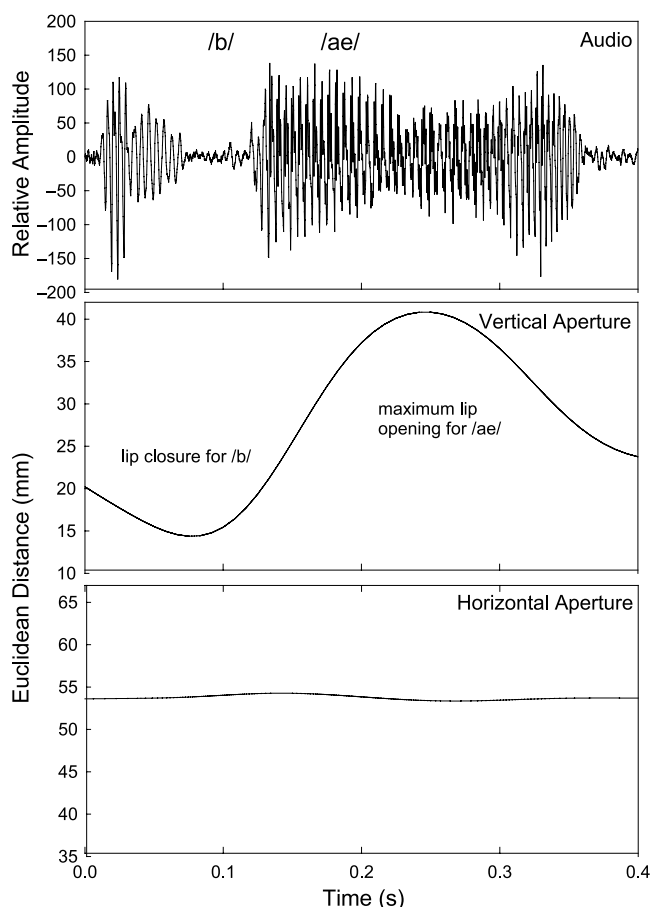 /b/ /ae/ Audio
200
150
100
50
0
–50
–100
–150
–200
Relative Amplitude
Vertical Aperture
40
35
30
25
20
15
10
lip closure for /b/
maximum lip
opening for /ae/
Euclidean Distance (mm)
Horizontal Aperture
65
60
55
50
45
40
35
0.0 0.1 0.2 0.3 0.4
Time (s)